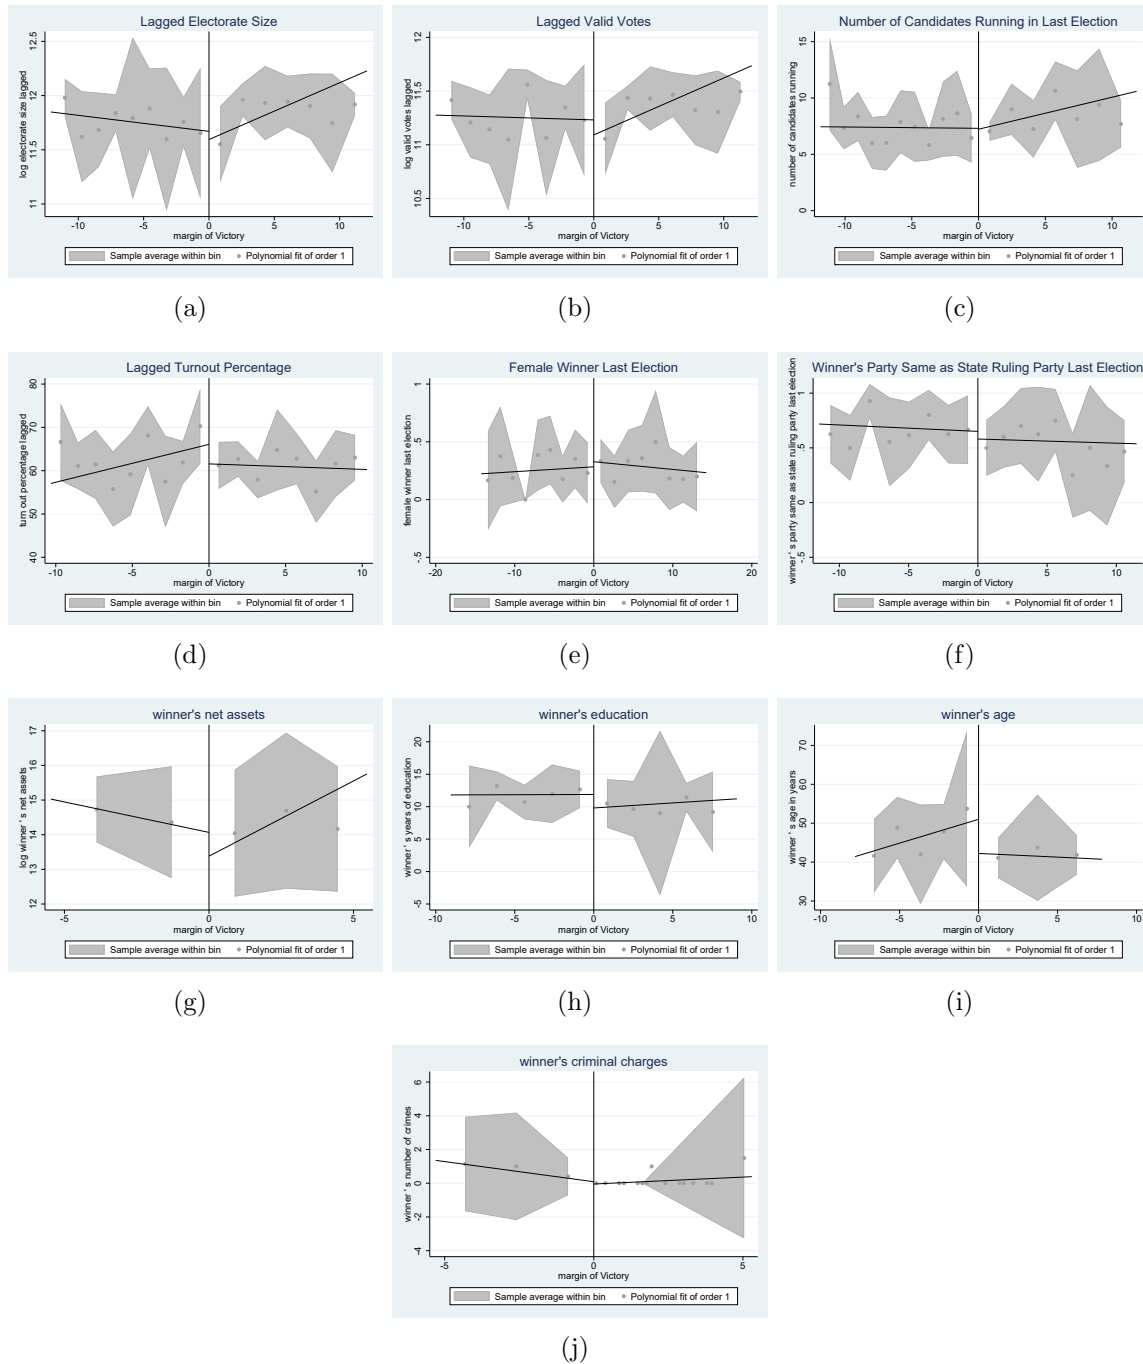 Lagged Electorate Size
log electorate size lagged
11 11.5 12 12.5
-10 -5 0 5 10
margin of Victory
Sample average within bin Polynomial fit of order 1
(a)
Lagged Valid Votes
log valid votes lagged
10.5 11 11.5 12
-10 -5 0 5 10
margin of Victory
Sample average within bin Polynomial fit of order 1
(b)
Number of Candidates Running in Last Election
number of candidates running
0 5 10 15
-10 -5 0 5 10
margin of Victory
Sample average within bin Polynomial fit of order 1
(c)
Lagged Turnout Percentage
turn out percentage lagged
40 50 60 70 80
-10 -5 0 5 10
margin of Victory
Sample average within bin Polynomial fit of order 1
(d)
Female Winner Last Election
female winner last election
-.5 0 .5 1
-20 -10 0 10 20
margin of Victory
Sample average within bin Polynomial fit of order 1
(e)
Winner's Party Same as State Ruling Party Last Election
winner ' s party same as state ruling party last election
-.5 0 .5 1
-10 -5 0 5 10
margin of Victory
Sample average within bin Polynomial fit of order 1
(f)
winner's net assets
log winner ' s net assets
12 13 14 15 16 17
-5 0 5
margin of Victory
Sample average within bin Polynomial fit of order 1
(g)
winner's education
winner ' s years of education
-5 0 5 10 15 20
-10 -5 0 5 10
margin of Victory
Sample average within bin Polynomial fit of order 1
(h)
winner's age
winner ' s age in years
30 40 50 60 70
-10 -5 0 5 10
margin of Victory
Sample average within bin Polynomial fit of order 1
(i)
winner's criminal charges
winner ' s number of crimes
-4 -2 0 2 4 6
-5 0 5
margin of Victory
Sample average within bin Polynomial fit of order 1
(j)